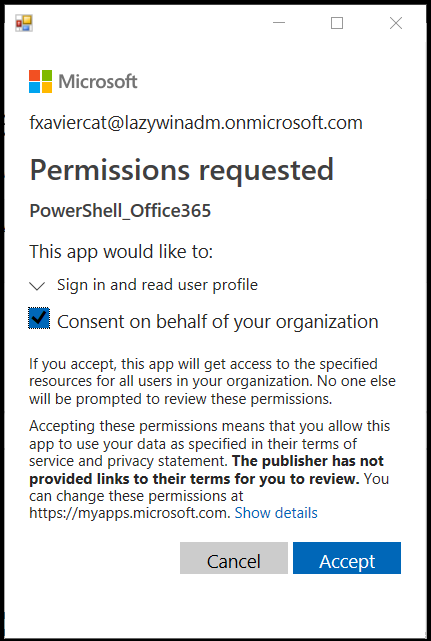 Microsoft
fxaviercat@lazywinadm.onmicrosoft.com
Permissions requested
PowerShell_Office365
This app would like to:
Sign in and read user profile
Consent on behalf of your organization
If you accept, this app will get access to the specified
resources for all users in your organization. No one else
will be prompted to review these permissions.
Accepting these permissions means that you allow this
app to use your data as specified in their terms of
service and privacy statement. The publisher has not
provided links to their terms for you to review. You
can change these permissions at
https://myapps.microsoft.com. Show details
Cancel Accept